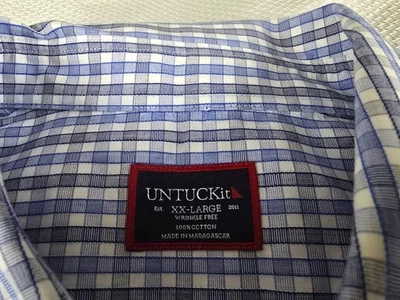 UNTUCKit
Est. XX-LARGE 2011
WRINKLE FREE
100% COTTON
MADE IN MADAGASCAR